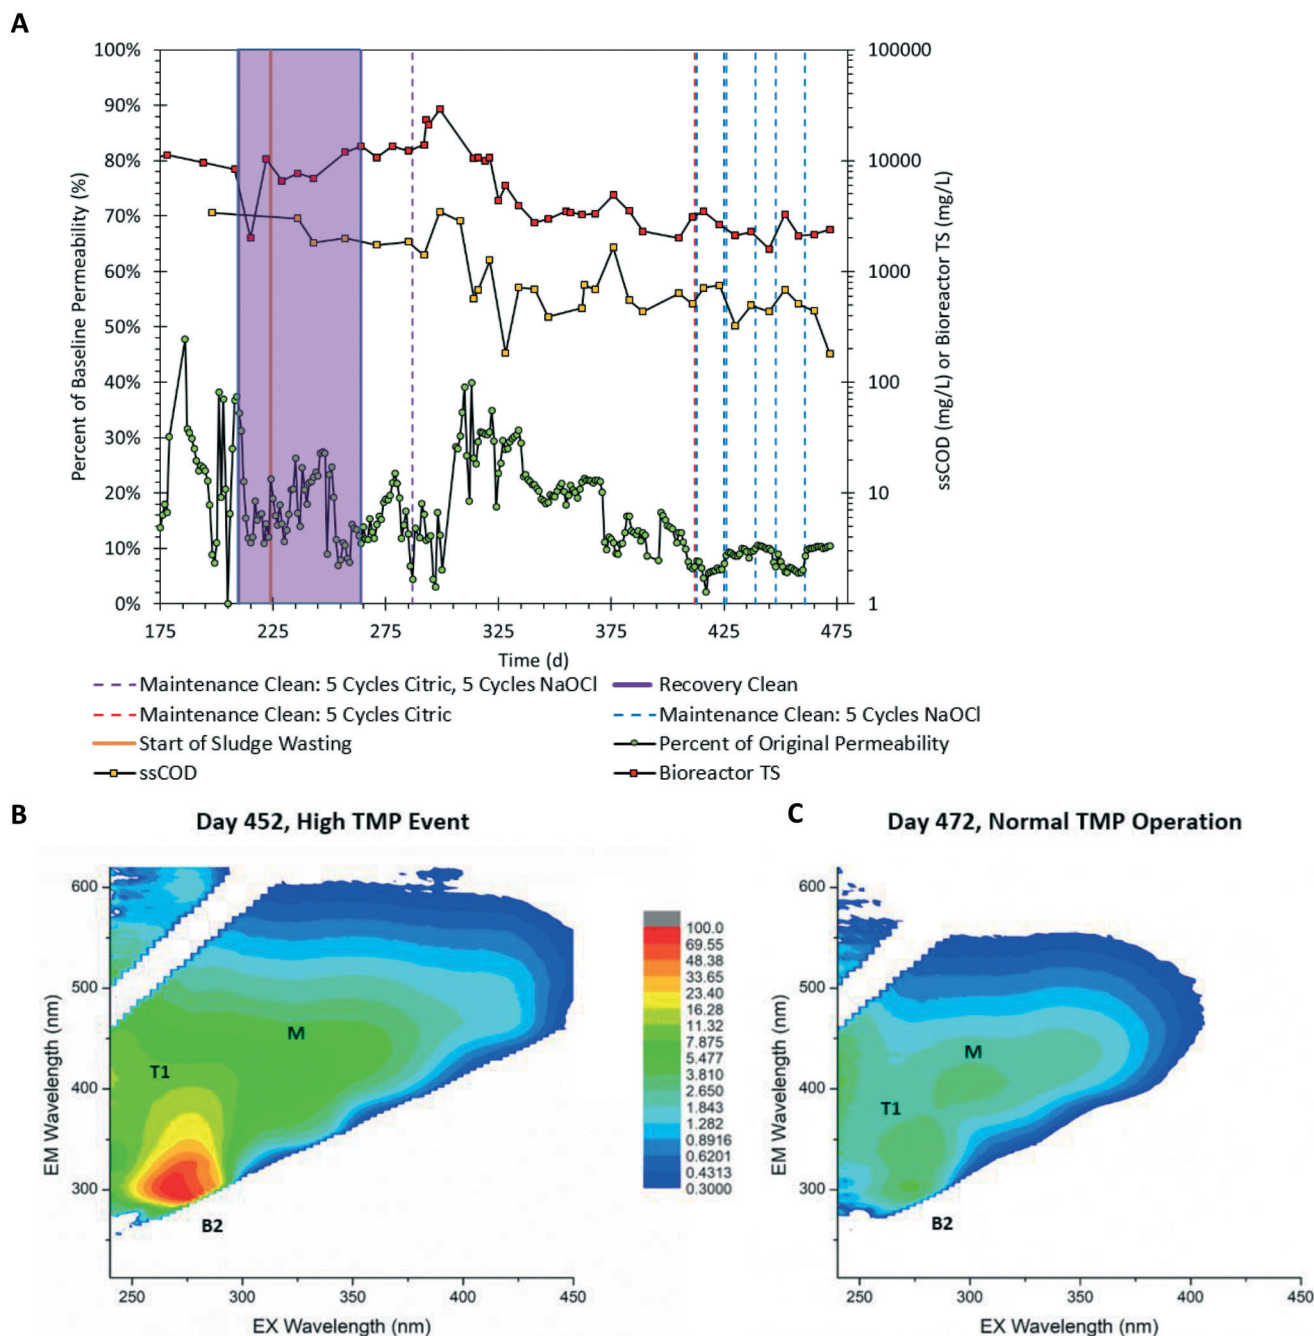 A
100%
90%
80%
70%
60%
50%
40%
30%
20%
10%
0%
Percent of Baseline Permeability (%)
100000
10000
1000
100
10
1
ssCOD (mg/L) or Bioreactor TS (mg/L)
175 225 275 325 375 425 475
Time (d)
Maintenance Clean: 5 Cycles Citric, 5 Cycles NaOCl
Recovery Clean
Maintenance Clean: 5 Cycles Citric
Maintenance Clean: 5 Cycles NaOCl
Start of Sludge Wasting
Percent of Original Permeability
ssCOD
Bioreactor TS
B
Day 452, High TMP Event
600
500
400
300
EM Wavelength (nm)
M
T1
B2
250 300 350 400 450
EX Wavelength (nm)
100.0
69.55
48.38
33.65
23.40
16.28
11.32
7.875
5.477
3.810
2.650
1.843
1.282
0.8916
0.6201
0.4313
0.3000
C
Day 472, Normal TMP Operation
600
500
400
300
EM Wavelength (nm)
M
T1
B2
250 300 350 400 450
EX Wavelength (nm)